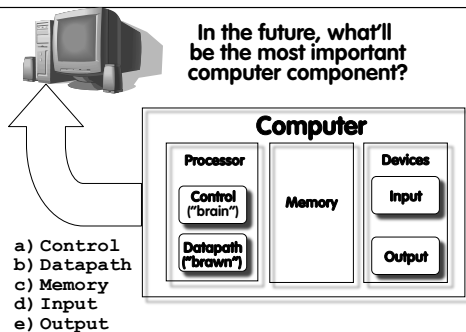 In the future, what'll
be the most important
computer component?
Computer
Processor
Control
("brain")
Datapath
("brawn")
Memory
Devices
Input
Output
a) Control
b) Datapath
c) Memory
d) Input
e) Output